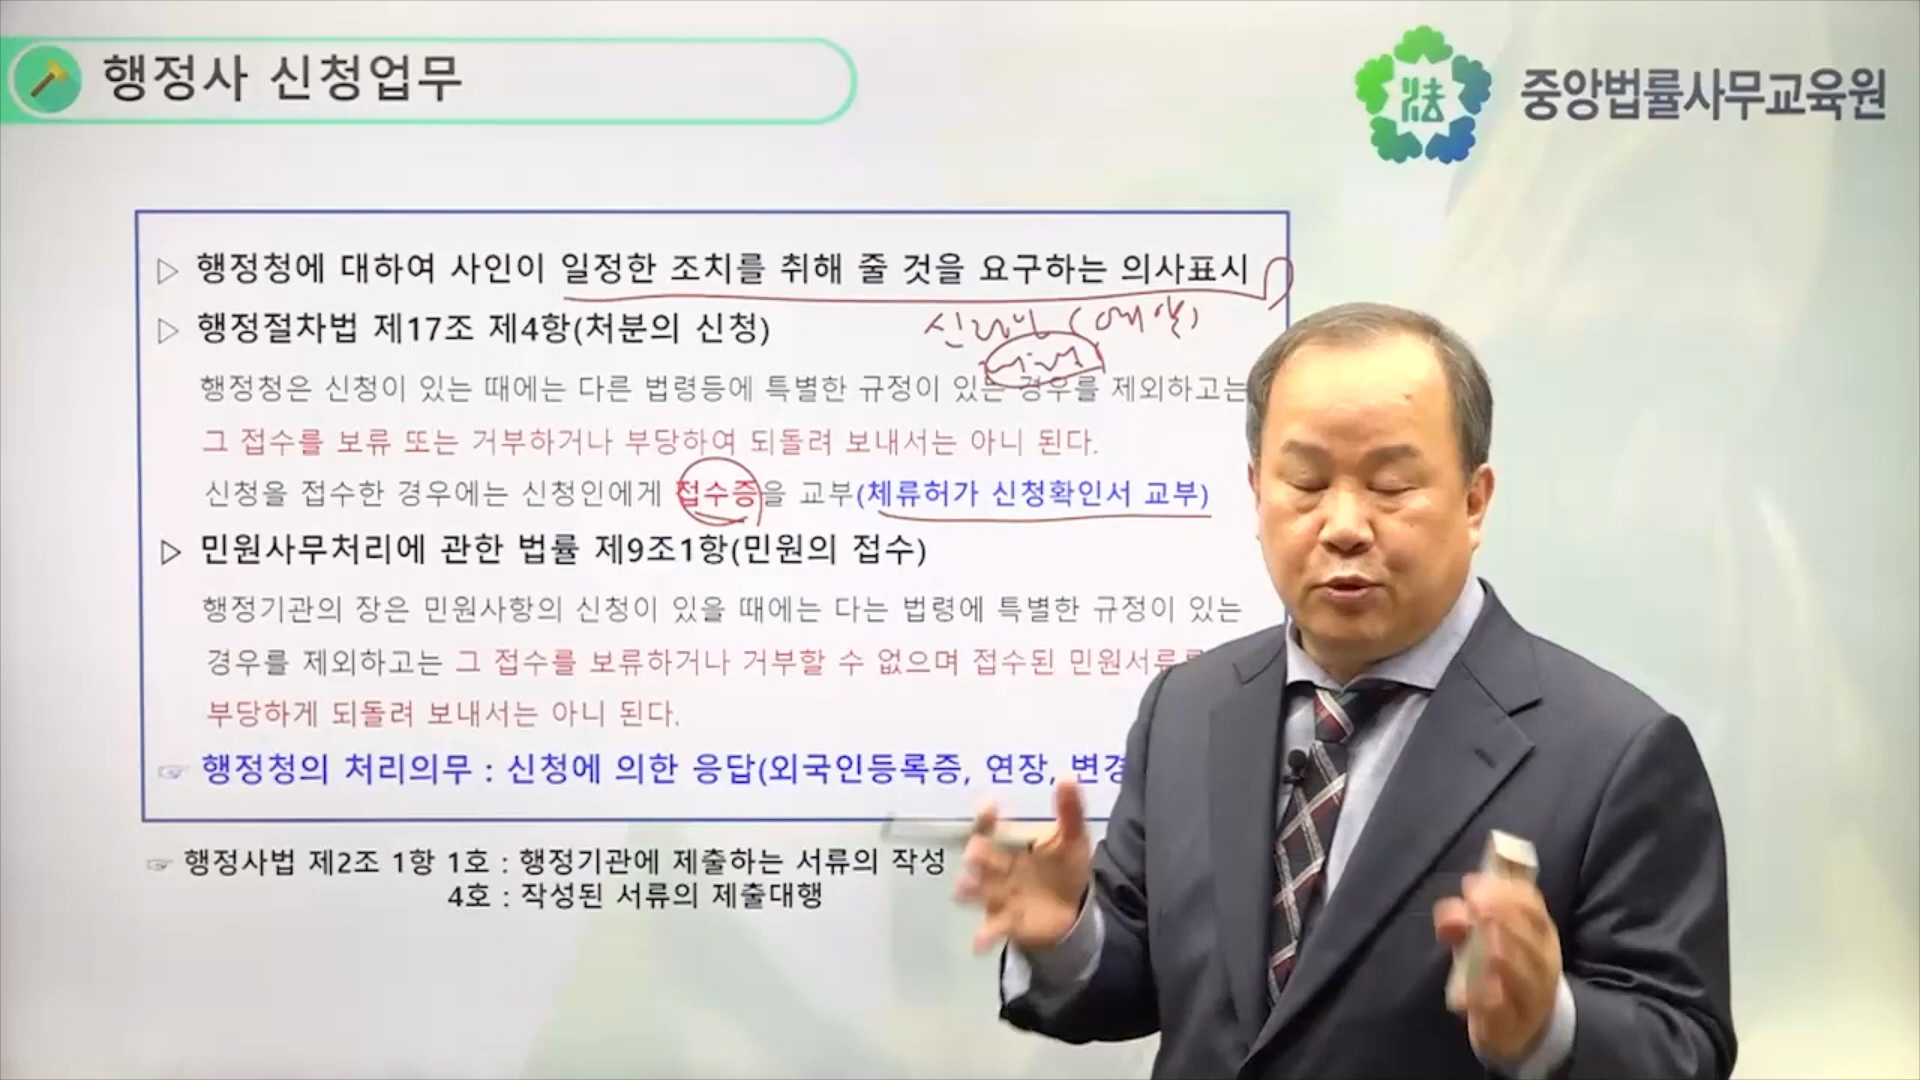 행정사 신청업무
중앙법률사무교육원
▷ 행정청에 대하여 사인이 일정한 조치를 취해 줄 것을 요구하는 의사표시
▷ 행정절차법 제17조 제4항(처분의 신청)
행정청은 신청이 있는 때에는 다른 법령등에 특별한 규정이 있는 경우를 제외하고는
그 접수를 보류 또는 거부하거나 부당하여 되돌려 보내서는 아니 된다.
신청을 접수한 경우에는 신청인에게 접수증을 교부(체류허가 신청확인서 교부)
▷ 민원사무처리에 관한 법률 제9조1항(민원의 접수)
행정기관의 장은 민원사항의 신청이 있을 때에는 다는 법령에 특별한 규정이 있는
경우를 제외하고는 그 접수를 보류하거나 거부할 수 없으며 접수된 민원서류
부당하게 되돌려 보내서는 아니 된다.
☞ 행정청의 처리의무 : 신청에 의한 응답(외국인등록증, 연장, 변경
☞ 행정사법 제2조 1항 1호 : 행정기관에 제출하는 서류의 작성
4호 : 작성된 서류의 제출대행